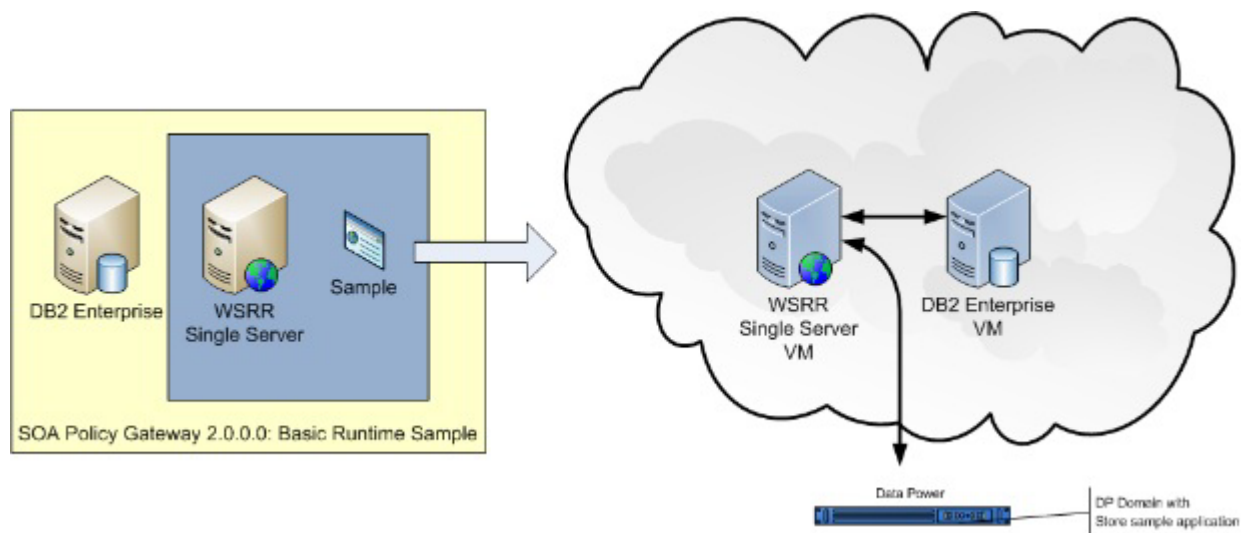 DB2 Enterprise
WSRR
Single Server
Sample
SOA Policy Gateway 2.0.0.0: Basic Runtime Sample
WSRR
Single Server
VM
DB2 Enterprise
VM
Data Power
DP Domain with
Store sample application